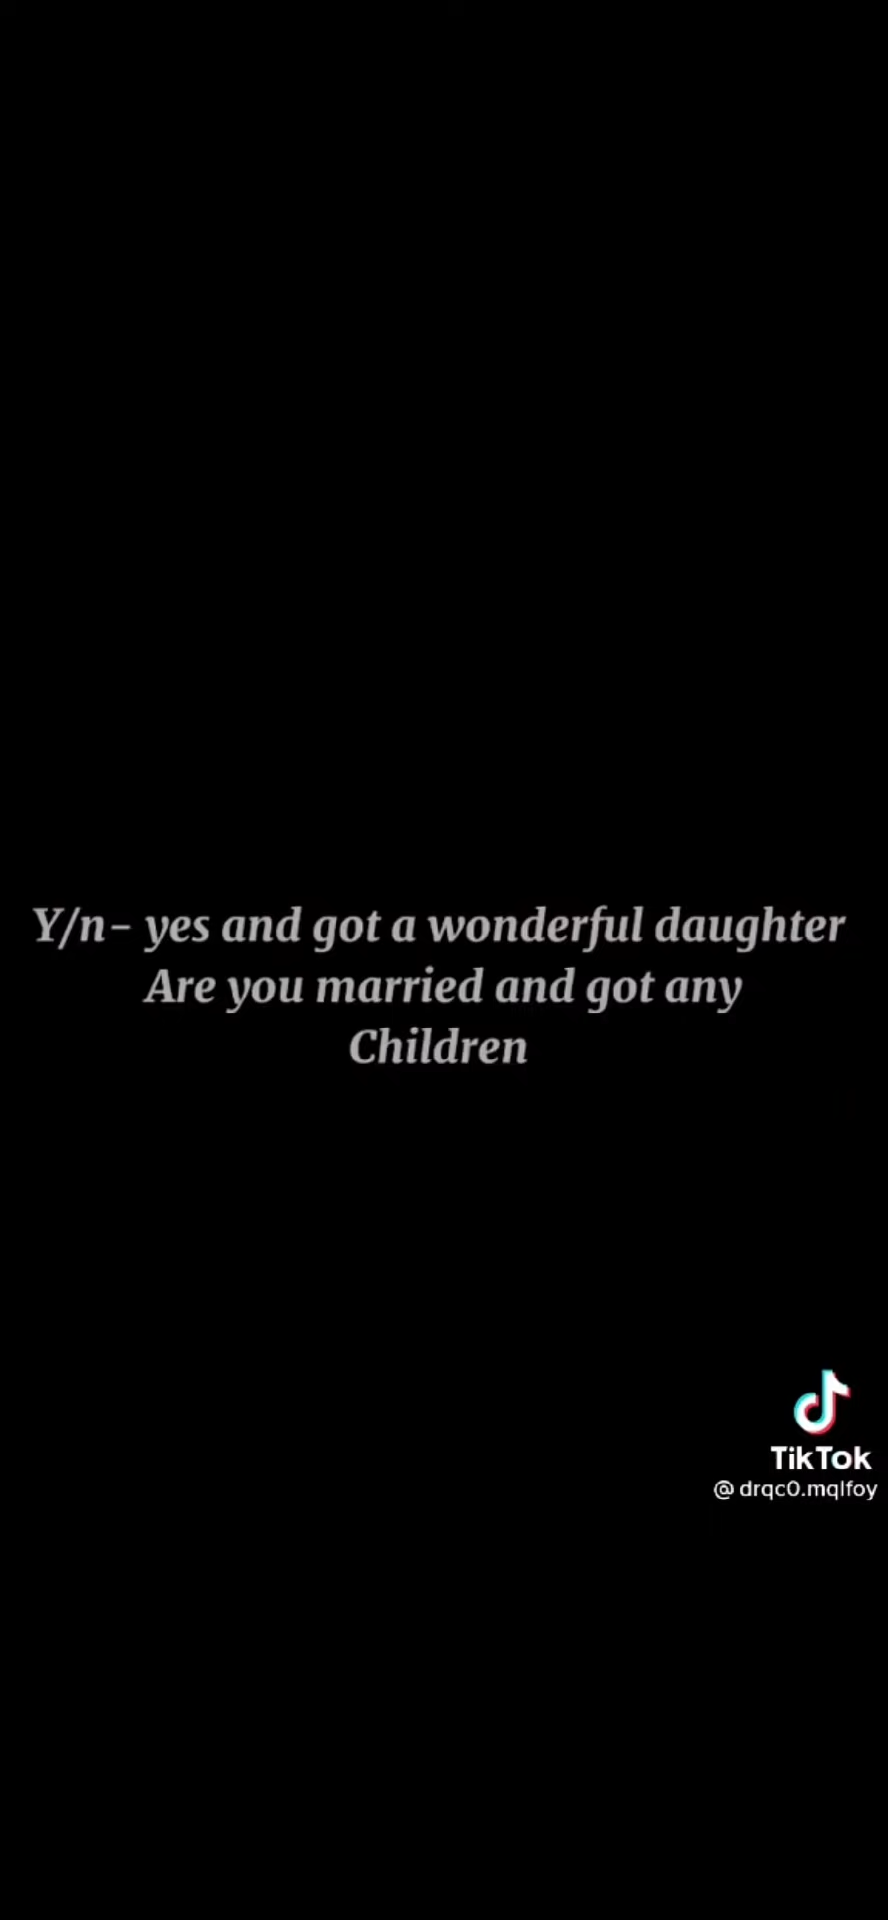 Y/n- yes and got a wonderful daughter
Are you married and got any
Children
TikTok
@drqc0.mqlfoy